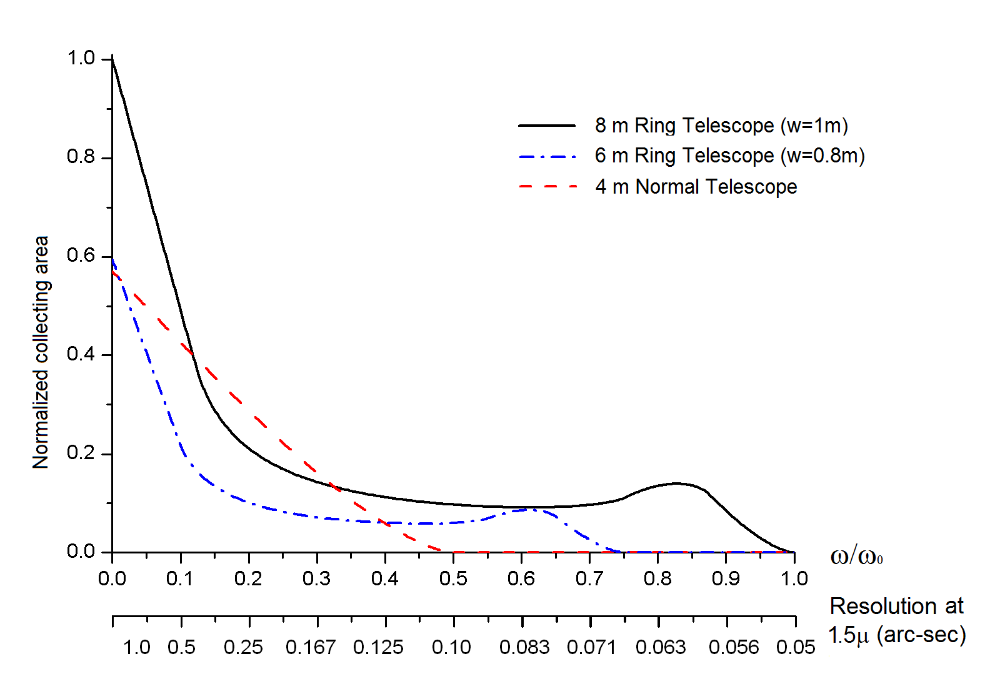 1.0
0.8
0.6
0.4
0.2
0.0
Normalized collecting area
8 m Ring Telescope (w=1m)
6 m Ring Telescope (w=0.8m)
4 m Normal Telescope
0.0 0.1 0.2 0.3 0.4 0.5 0.6 0.7 0.8 0.9 1.0
ω/ω₀
1.0 0.5 0.25 0.167 0.125 0.10 0.083 0.071 0.063 0.056 0.05
Resolution at
1.5μ (arc-sec)